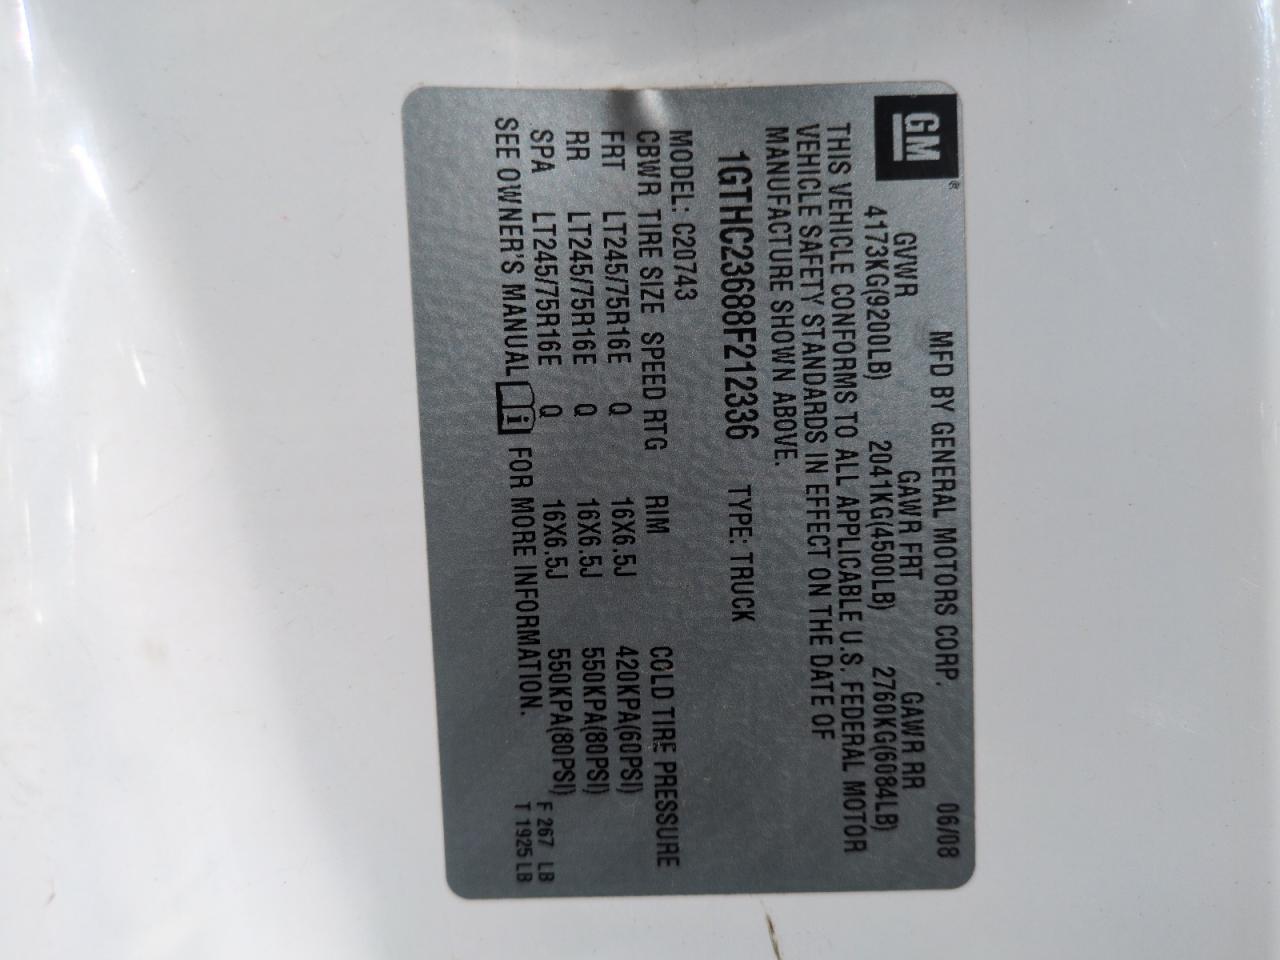 GM®
MFD BY GENERAL MOTORS CORP. 06/08
GVWR GAWR FRT GAWR RR
4173KG(9200LB) 2041KG(4500LB) 2760KG(6084LB)
THIS VEHICLE CONFORMS TO ALL APPLICABLE U.S. FEDERAL MOTOR
VEHICLE SAFETY STANDARDS IN EFFECT ON THE DATE OF
MANUFACTURE SHOWN ABOVE.
1GTHC23688F212336 TYPE: TRUCK
MODEL: C20743
CBWR TIRE SIZE SPEED RTG RIM COLD TIRE PRESSURE
FRT LT245/75R16E Q 16X6.5J 420KPA(60PSI)
RR LT245/75R16E Q 16X6.5J 550KPA(80PSI)
SPA LT245/75R16E Q 16X6.5J 550KPA(80PSI)
SEE OWNER'S MANUAL i FOR MORE INFORMATION.
F 267 LB
T 1925 LB